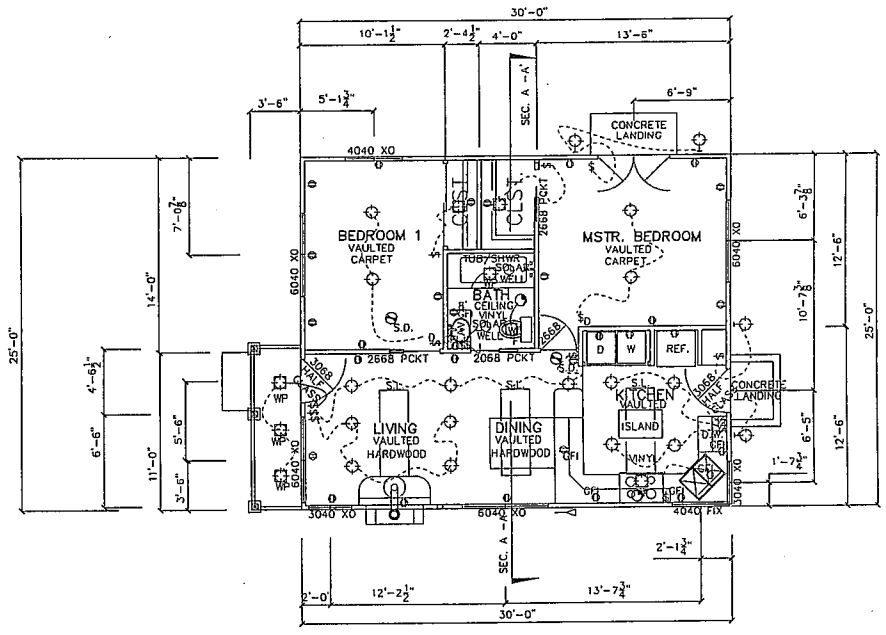 30'-0"
10'-1 1/2"
2'-4 1/2"
4'-0"
13'-6"
3'-6"
5'-1 3/4"
SEC. A -A'
6'-9"
CONCRETE
LANDING
4040 XO
25'-0"
14'-0"
7'-0 7/8"
6040 XO
BEDROOM 1
VAULTED
CARPET
CLST
CLST
2668 PCKT
MSTR. BEDROOM
VAULTED
CARPET
6040 XO
6'-3 7/8"
12'-6"
25'-0"
TUB/SHWR
SOLAR
WELL
WP
BATH
8'
CEILING
VINYL
SOLAR
WELL
GFI
S.D.
10'-7 3/8"
2668 PCKT
2068 PCKT
2668
D
W
REF.
4'-6 1/2"
3068
HALF
GLASS
WP
S.L.
S.L.
S.L.
KITCHEN
VAULTED
3068
HALF
GLASS
CONCRETE
LANDING
5'-6"
6'-6"
11'-0"
LIVING
VAULTED
HARDWOOD
DINING
VAULTED
HARDWOOD
ISLAND
VINYL
D.W.
GFI
GFI
GFI
6'-5"
12'-6"
1'-7 3/4"
3'-6"
WP
WP
6040 XO
3040 XO
3040 XO
6040 XO
4040 FIX
SEC. A -A'
2'-1 3/4"
2'-0'
12'-2 1/2"
13'-7 3/4"
30'-0"